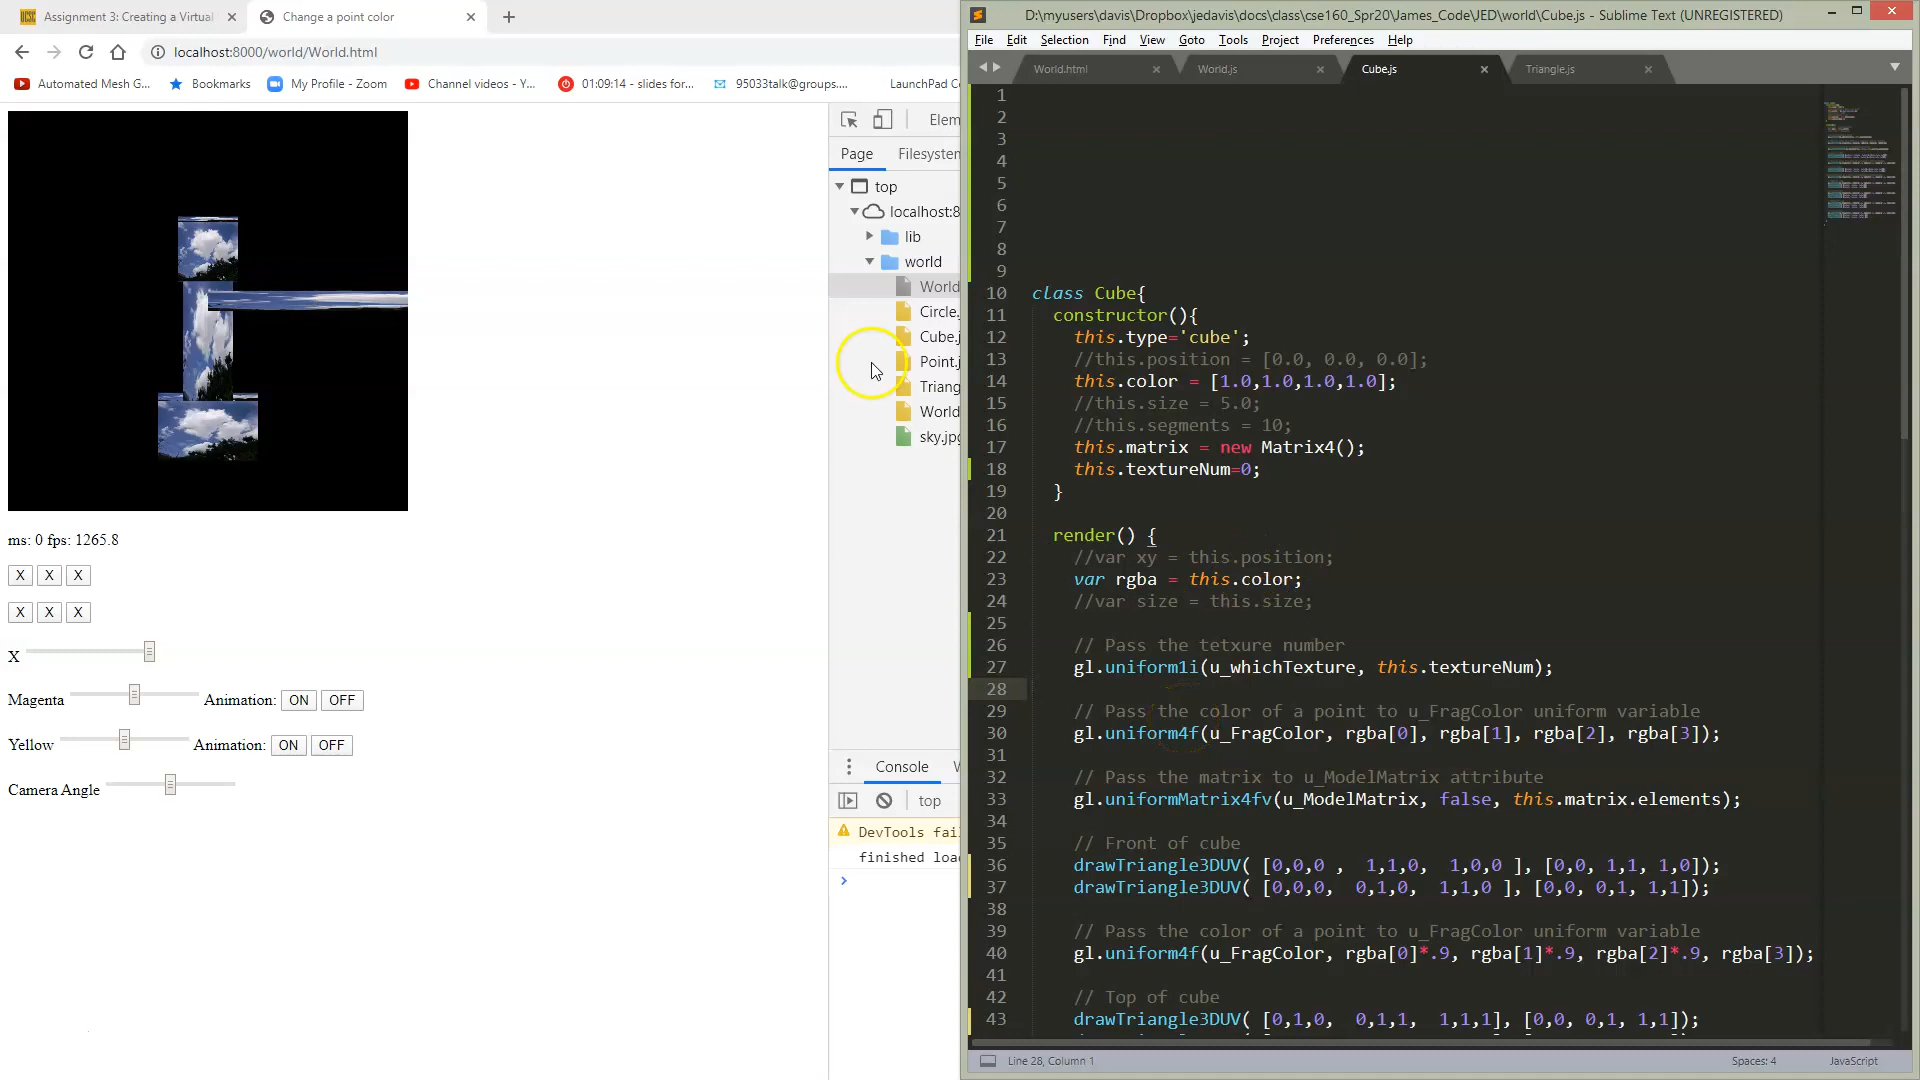 Assignment 3: Creating a Virtual
Change a point color
localhost:8000/world/World.html
Automated Mesh G...
Bookmarks
My Profile - Zoom
Channel videos - Y...
01:09:14 - slides for...
95033talk@groups....
LaunchPad Co
ms: 0 fps: 1265.8
X X X
X X X
X
Magenta Animation: ON OFF
Yellow Animation: ON OFF
Camera Angle
Elem
Page Filesystem
top
localhost:8
lib
world
World
Circle.
Cube.j
Point.j
Triang
World
sky.jpg
Console
top
DevTools fai
finished loa
D:\myusers\davis\Dropbox\jedavis\docs\class\cse160_Spr20\James_Code\JED\world\Cube.js - Sublime Text (UNREGISTERED)
File Edit Selection Find View Goto Tools Project Preferences Help
World.html World.js Cube.js Triangle.js
1
2
3
4
5
6
7
8
9
10 class Cube{
11 constructor(){
12 this.type='cube';
13 //this.position = [0.0, 0.0, 0.0];
14 this.color = [1.0,1.0,1.0,1.0];
15 //this.size = 5.0;
16 //this.segments = 10;
17 this.matrix = new Matrix4();
18 this.textureNum=0;
19 }
20
21 render() {
22 //var xy = this.position;
23 var rgba = this.color;
24 //var size = this.size;
25
26 // Pass the tetxure number
27 gl.uniform1i(u_whichTexture, this.textureNum);
28
29 // Pass the color of a point to u_FragColor uniform variable
30 gl.uniform4f(u_FragColor, rgba[0], rgba[1], rgba[2], rgba[3]);
31
32 // Pass the matrix to u_ModelMatrix attribute
33 gl.uniformMatrix4fv(u_ModelMatrix, false, this.matrix.elements);
34
35 // Front of cube
36 drawTriangle3DUV( [0,0,0 , 1,1,0, 1,0,0 ], [0,0, 1,1, 1,0]);
37 drawTriangle3DUV( [0,0,0, 0,1,0, 1,1,0 ], [0,0, 0,1, 1,1]);
38
39 // Pass the color of a point to u_FragColor uniform variable
40 gl.uniform4f(u_FragColor, rgba[0]*.9, rgba[1]*.9, rgba[2]*.9, rgba[3]);
41
42 // Top of cube
43 drawTriangle3DUV( [0,1,0, 0,1,1, 1,1,1], [0,0, 0,1, 1,1]);
Line 28, Column 1
Spaces: 4
JavaScript